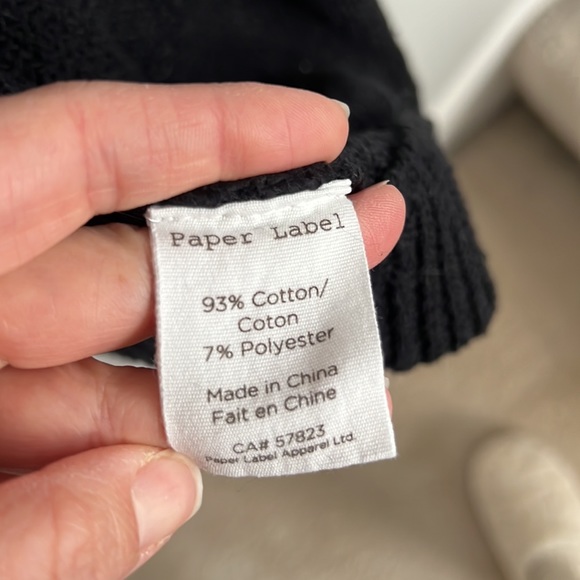 Paper Label
93% Cotton/
Coton
7% Polyester
Made in China
Fait en Chine
CA# 57823
Paper Label Apparel Ltd.